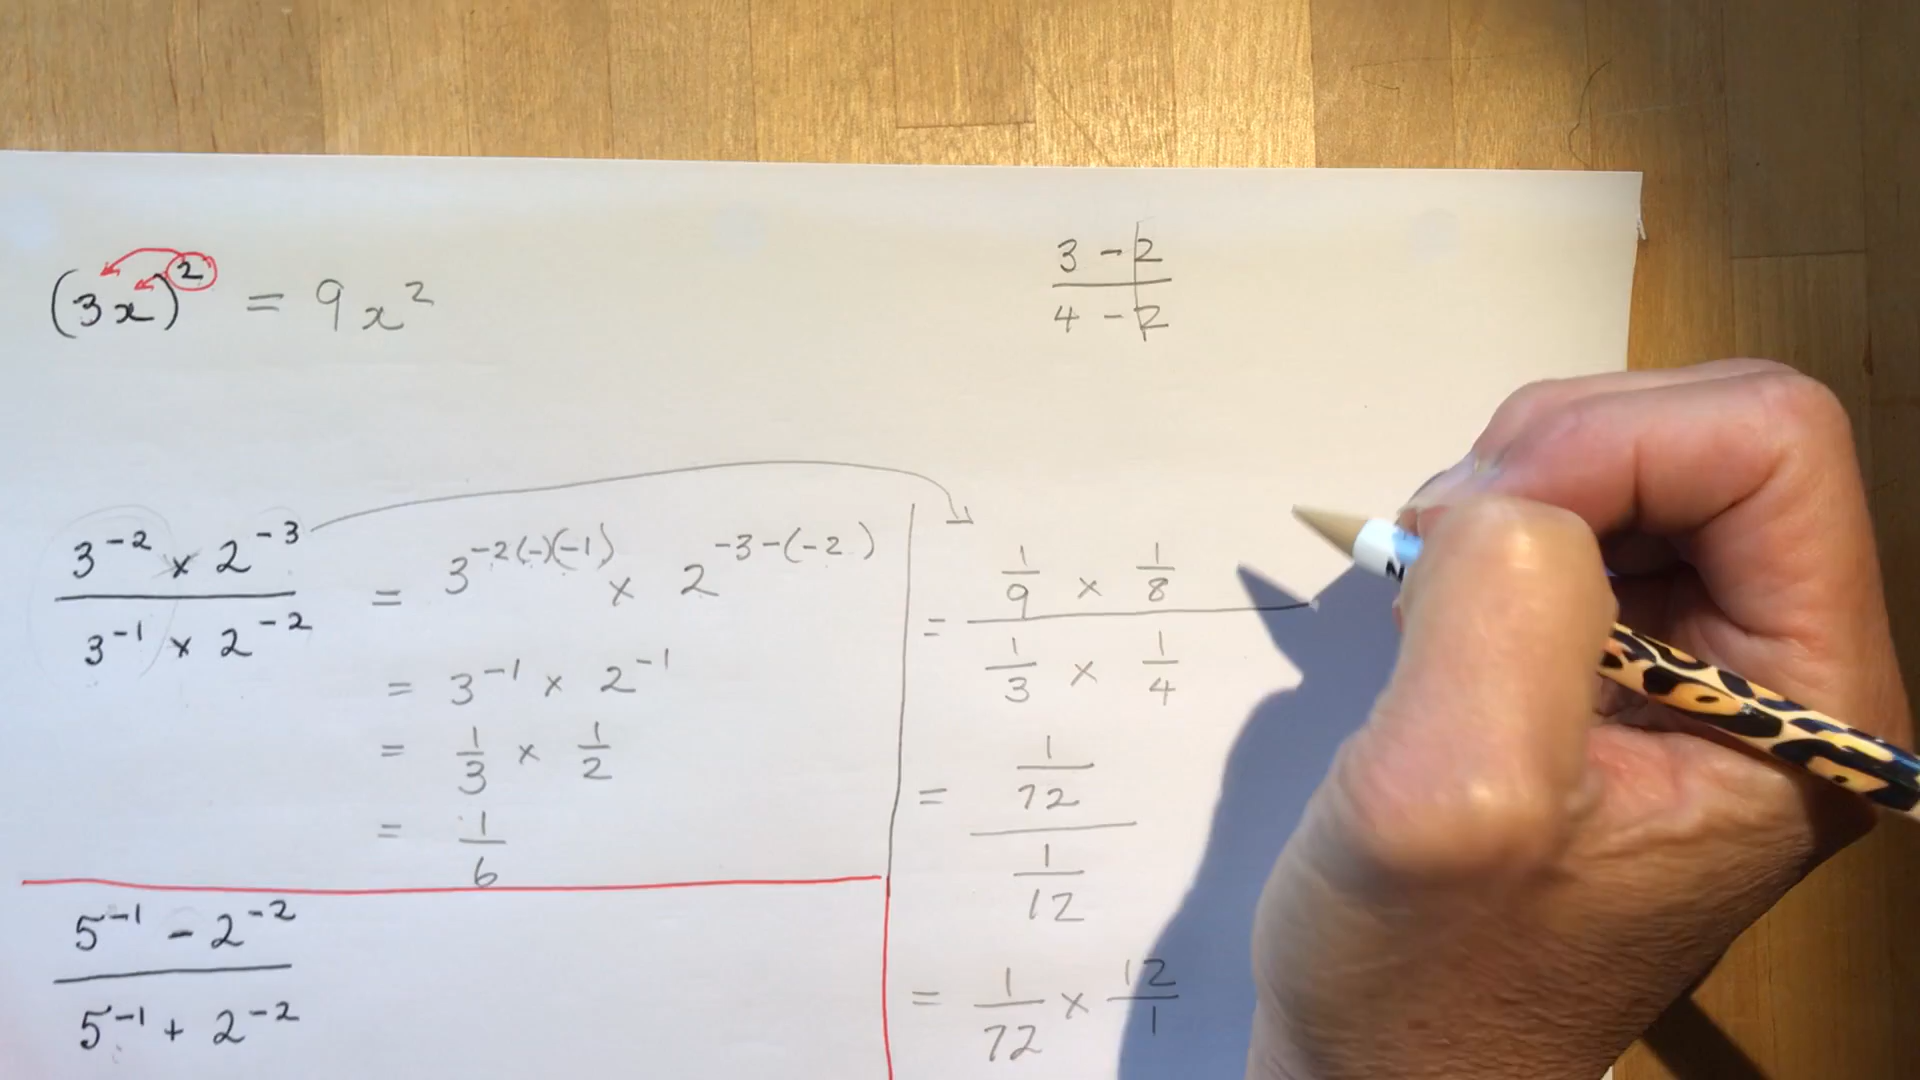 (3x)² = 9x²
3 - 2
4 - 2
3⁻² × 2⁻³
3⁻¹ × 2⁻²
= 3⁻²⁽⁻⁾⁽⁻¹⁾ × 2⁻³⁻⁽⁻²⁾
= 3⁻¹ × 2⁻¹
= 1/3 × 1/2
= 1/6
5⁻¹ - 2⁻²
5⁻¹ + 2⁻²
= 1/9 × 1/8
1/3 × 1/4
= 1/72
1/12
= 1/72 × 12/1